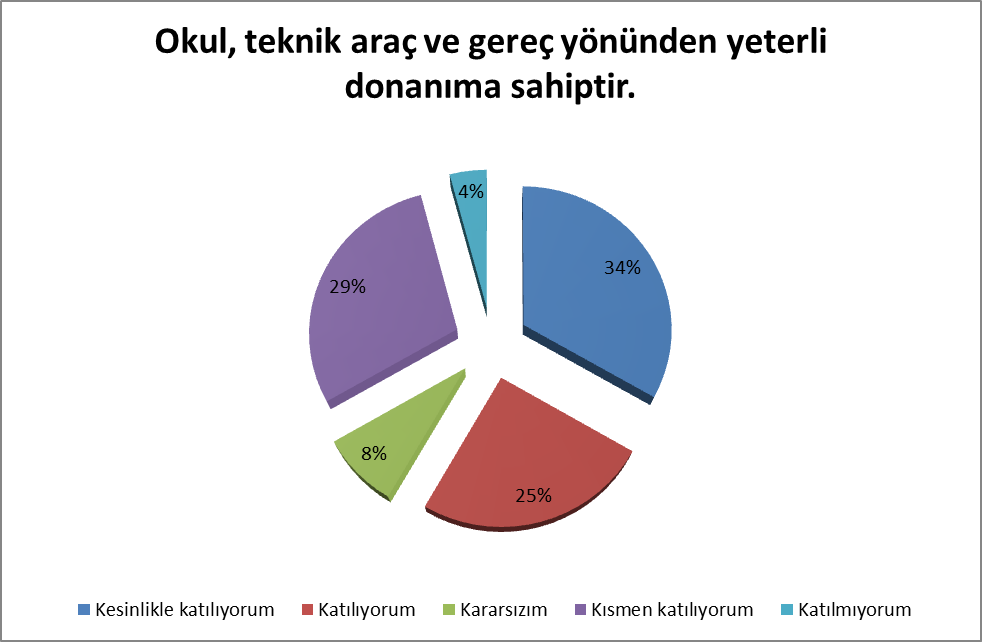 Okul, teknik araç ve gereç yönünden yeterli
donanıma sahiptir.
4%
34%
29%
8%
25%
Kesinlikle katılıyorum Katılıyorum Kararsızım Kısmen katılıyorum Katılmıyorum